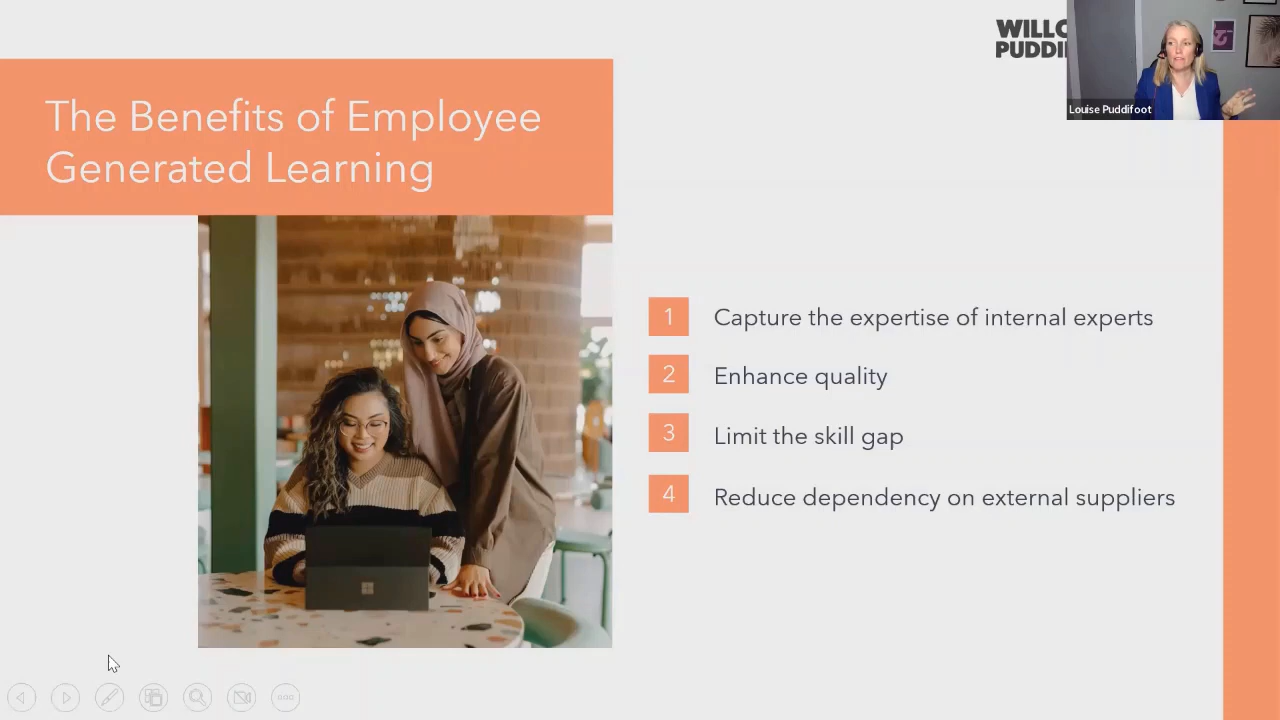 The Benefits of Employee
Generated Learning
Louise Puddifoot
1 Capture the expertise of internal experts
2 Enhance quality
3 Limit the skill gap
4 Reduce dependency on external suppliers